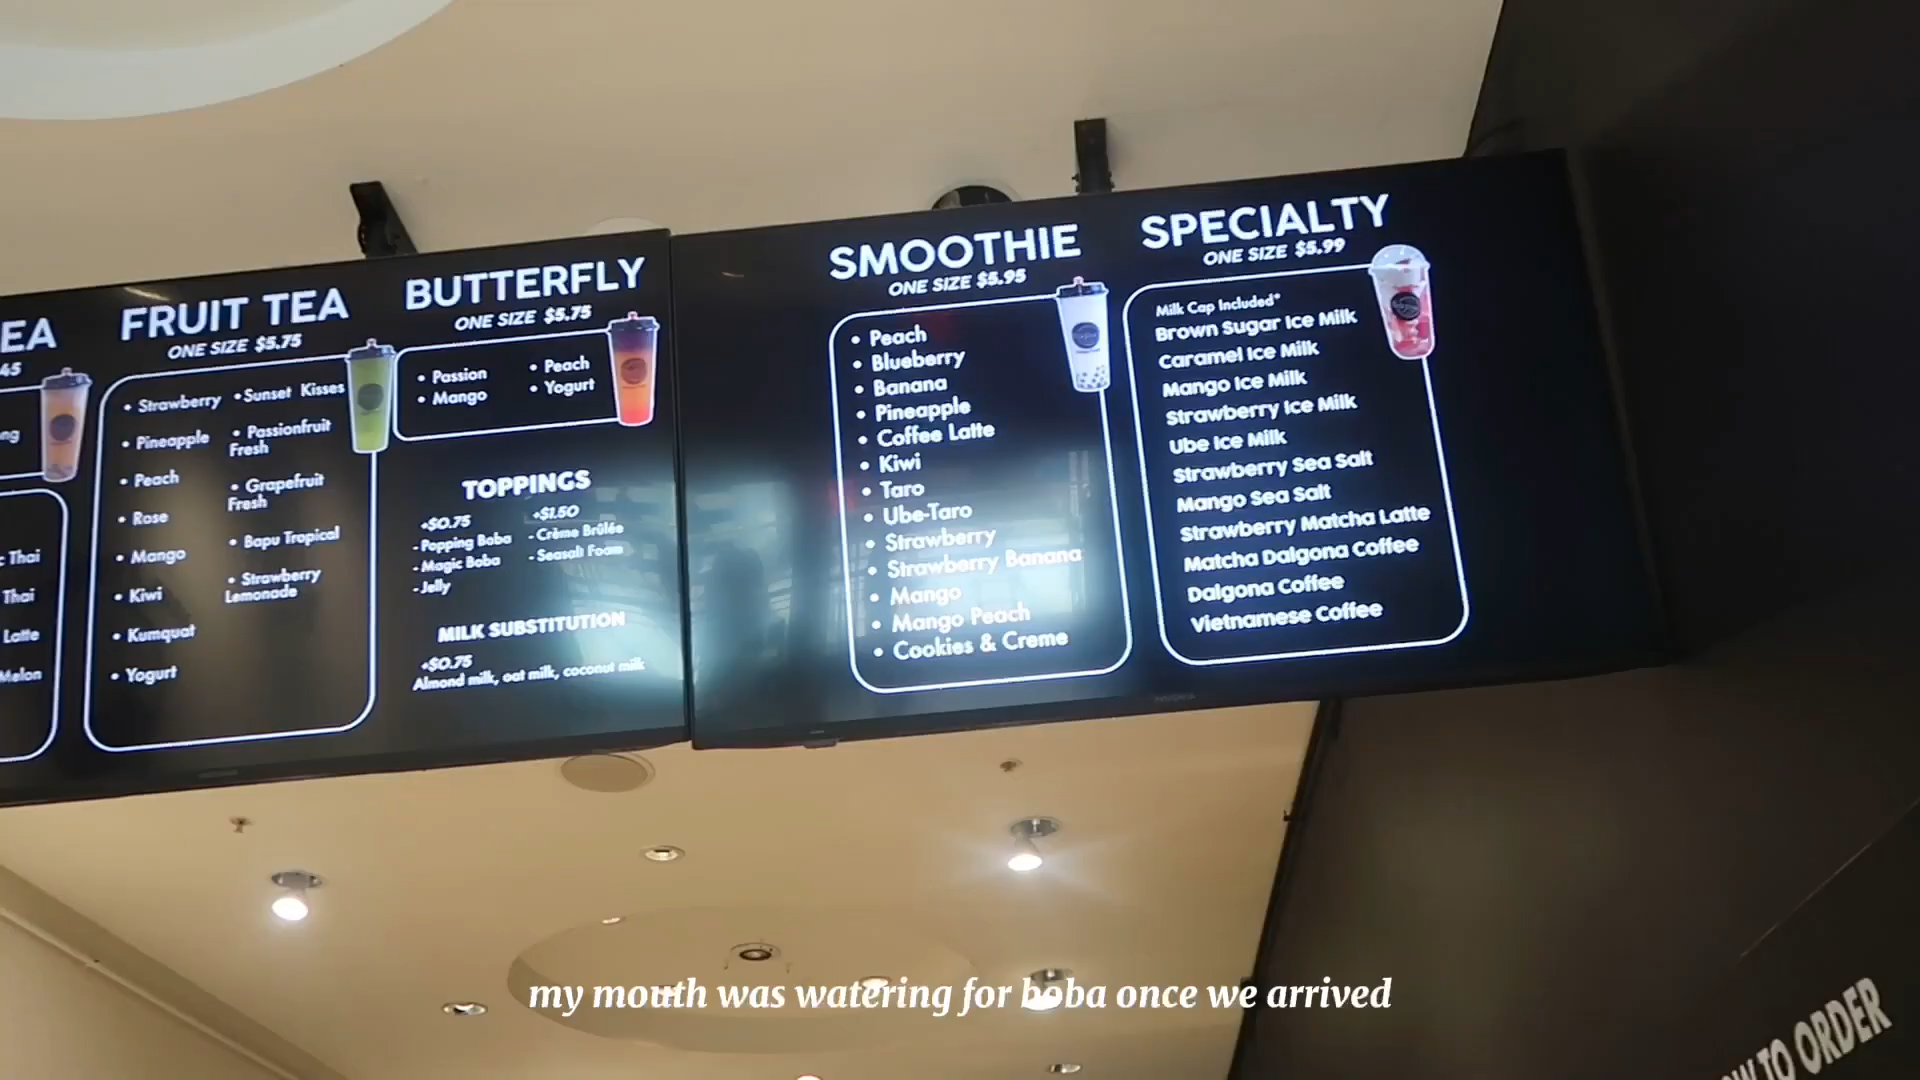 EA
45
ng
c Thai
Thai
Latte
Melon
FRUIT TEA
ONE SIZE $5.75
• Strawberry
• Pineapple
• Peach
• Rose
• Mango
• Kiwi
• Kumquat
• Yogurt
• Sunset Kisses
• Passionfruit
Fresh
• Grapefruit
Fresh
• Bapu Tropical
• Strawberry
Lemonade
BUTTERFLY
ONE SIZE $5.75
• Passion
• Mango
• Peach
• Yogurt
TOPPINGS
+$0.75
- Popping Boba
- Magic Boba
- Jelly
+$1.50
- Crème Brûlée
- Seasalt Foam
MILK SUBSTITUTION
+$0.75
Almond milk, oat milk, coconut milk
SMOOTHIE
ONE SIZE $5.95
• Peach
• Blueberry
• Banana
• Pineapple
• Coffee Latte
• Kiwi
• Taro
• Ube-Taro
• Strawberry
• Strawberry Banana
• Mango
• Mango Peach
• Cookies & Creme
SPECIALTY
ONE SIZE $5.99
Milk Cap Included*
Brown Sugar Ice Milk
Caramel Ice Milk
Mango Ice Milk
Strawberry Ice Milk
Ube Ice Milk
Strawberry Sea Salt
Mango Sea Salt
Strawberry Matcha Latte
Matcha Dalgona Coffee
Dalgona Coffee
Vietnamese Coffee
my mouth was watering for boba once we arrived
OW TO ORDER